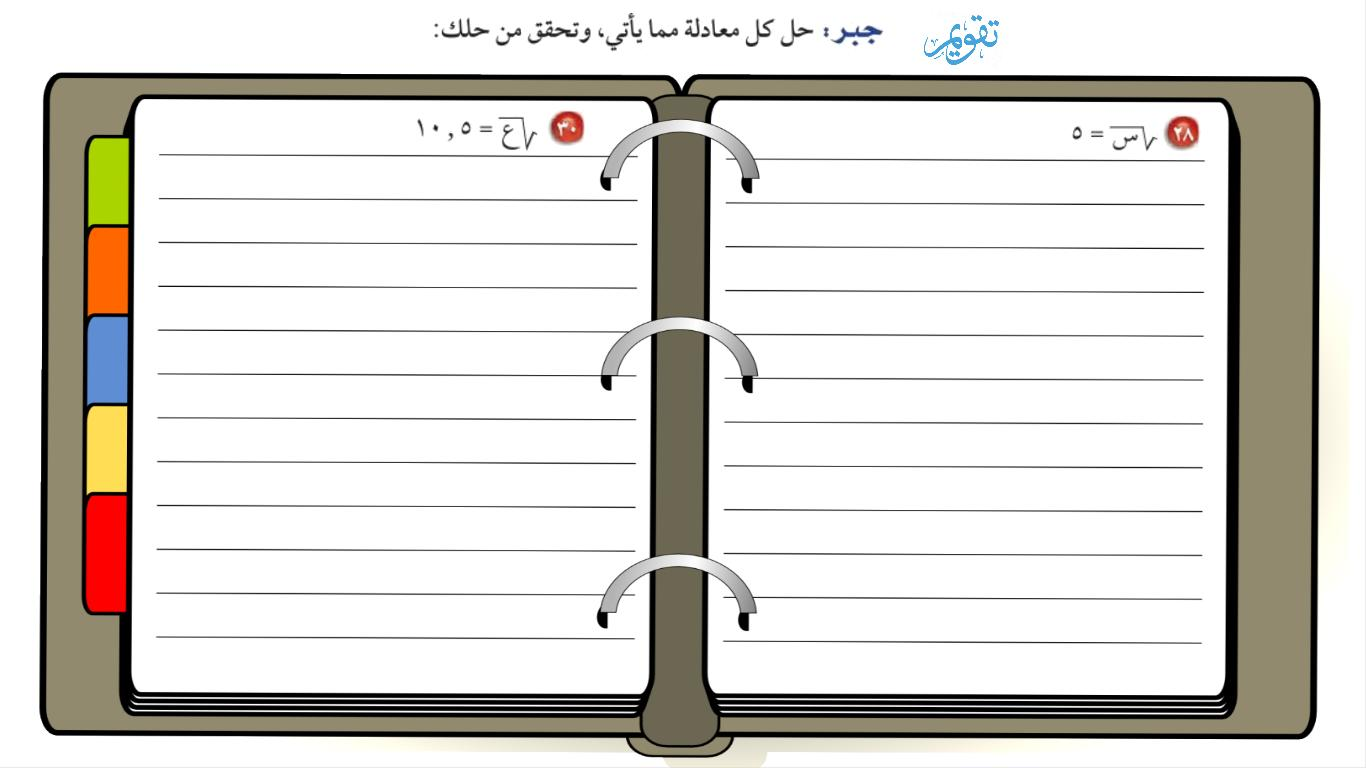 تقويم
جبر: حل كل معادلة مما يأتي، وتحقق من حلك:
٢٨ √س = ٥
٣٠ √ع = ١٠,٥